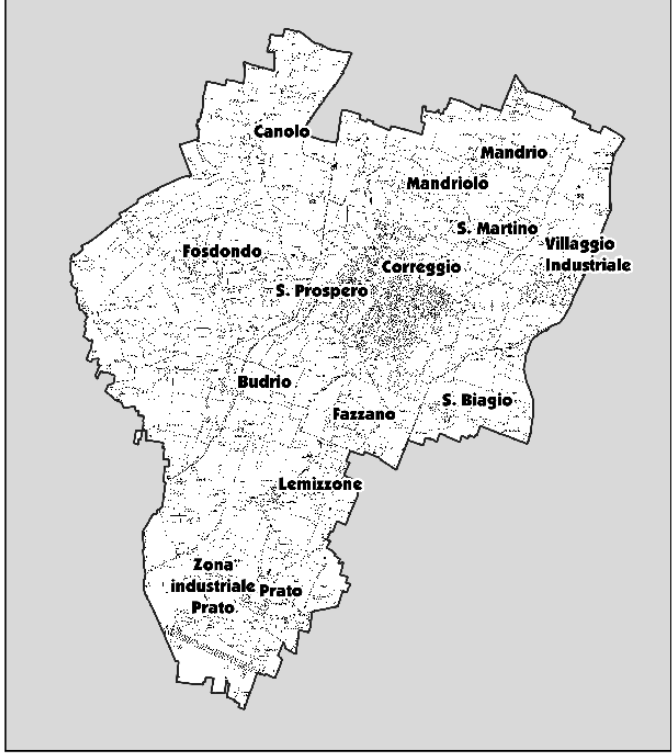 Canolo
Mandrio
Mandriolo
S. Martino
Villaggio
Industriale
Fosdondo
Correggio
S. Prospero
Budrio
S. Biagio
Fazzano
Lemizzone
Zona
industriale
Prato
Prato